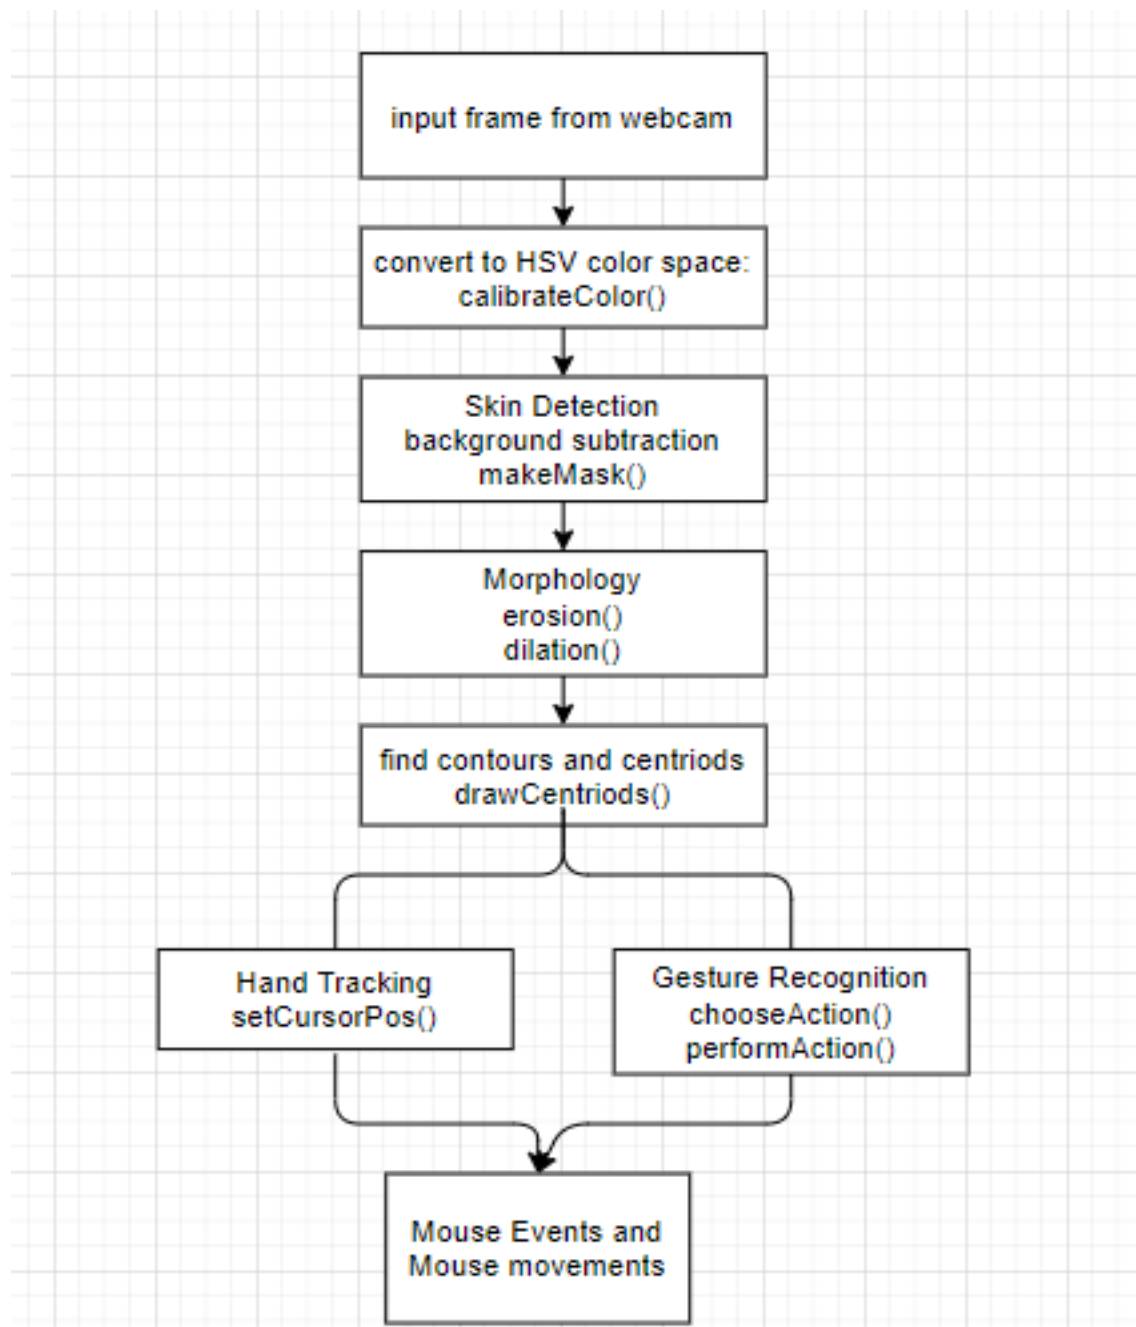 input frame from webcam
convert to HSV color space:
calibrateColor()
Skin Detection
background subtraction
makeMask()
Morphology
erosion()
dilation()
find contours and centriods
drawCentriods()
Hand Tracking
setCursorPos()
Gesture Recognition
chooseAction()
performAction()
Mouse Events and
Mouse movements